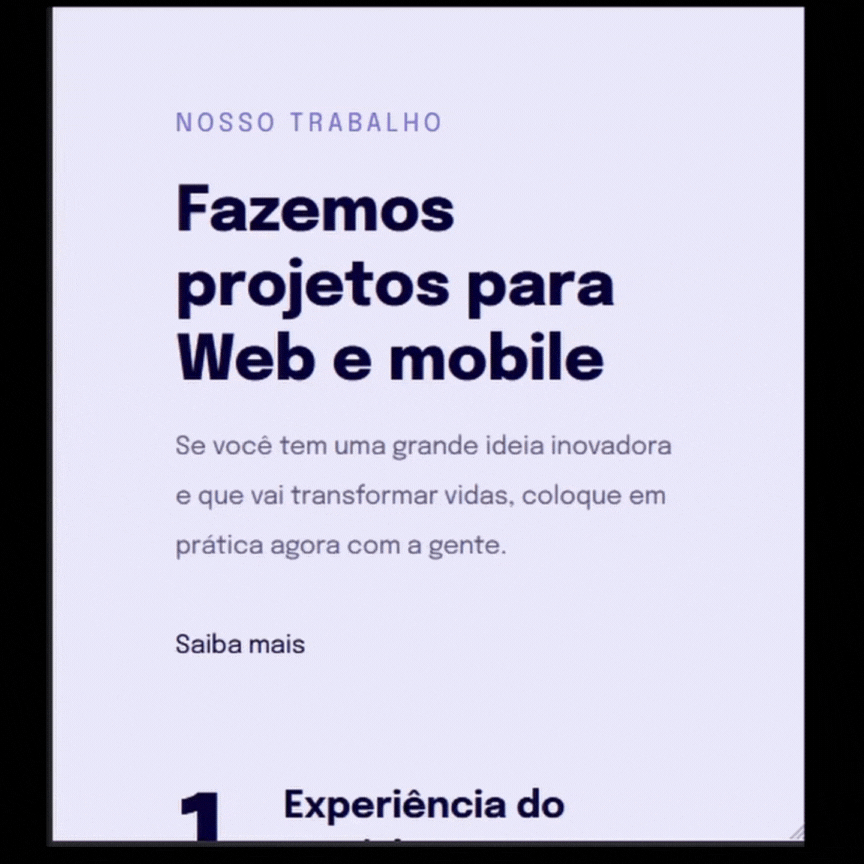 NOSSO TRABALHO
Fazemos
projetos para
Web e mobile
Se você tem uma grande ideia inovadora
e que vai transformar vidas, coloque em
prática agora com a gente.
Saiba mais
1 Experiência do